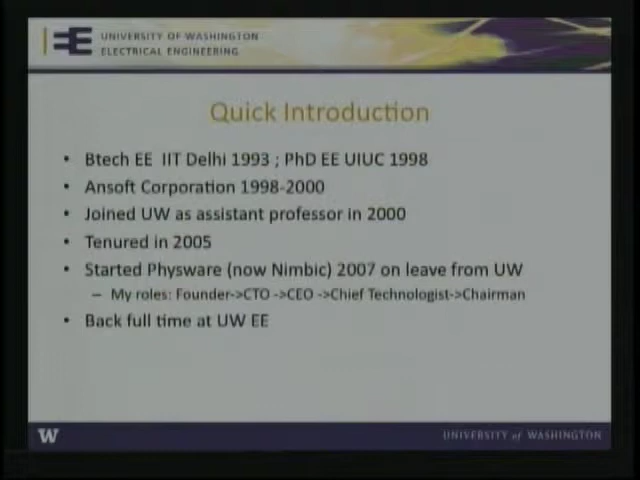 UNIVERSITY OF WASHINGTON
ELECTRICAL ENGINEERING
Quick Introduction
• Btech EE IIT Delhi 1993 ; PhD EE UIUC 1998
• Ansoft Corporation 1998-2000
• Joined UW as assistant professor in 2000
• Tenured in 2005
• Started Physware (now Nimbic) 2007 on leave from UW
– My roles: Founder->CTO ->CEO ->Chief Technologist->Chairman
• Back full time at UW EE
W
UNIVERSITY of WASHINGTON